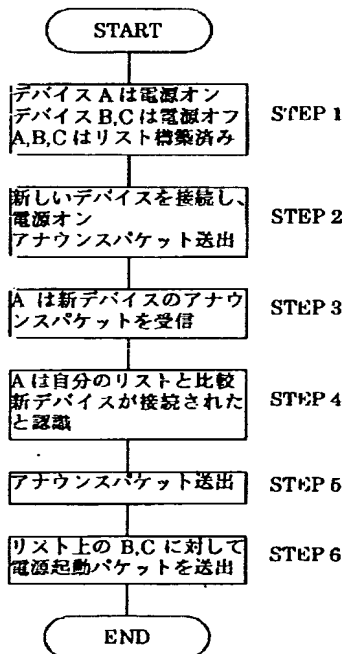 START
デバイス A は電源オン
デバイス B,C は電源オフ
A,B,C はリスト構築済み
STEP 1
新しいデバイスを接続し、
電源オン
アナウンスパケット送出
STEP 2
A は新デバイスのアナウ
ンスパケットを受信
STEP 3
A は自分のリストと比較
新デバイスが接続された
と認識
STEP 4
アナウンスパケット送出
STEP 5
リスト上の B,C に対して
電源起動パケットを送出
STEP 6
END